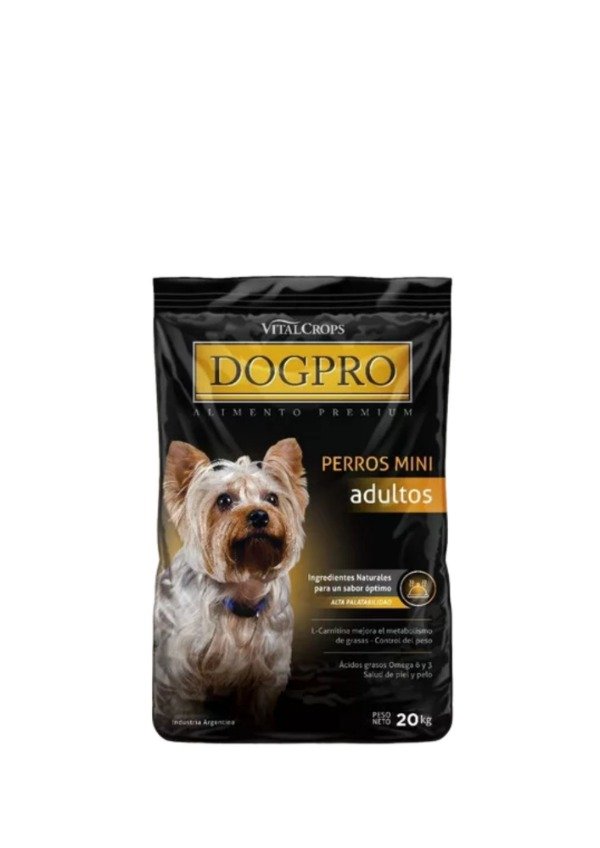 VITALCROPS
DOGPRO
ALIMENTO PREMIUM
PERROS MINI
adultos
Ingredientes Naturales
para un sabor óptimo
ALTA PALATABILIDAD
L-Carnitina mejora el metabolismo
de grasas - Control del peso
Ácidos grasos Omega 6 y 3
Salud de piel y pelo
Industria Argentina
PESO
NETO 20kg